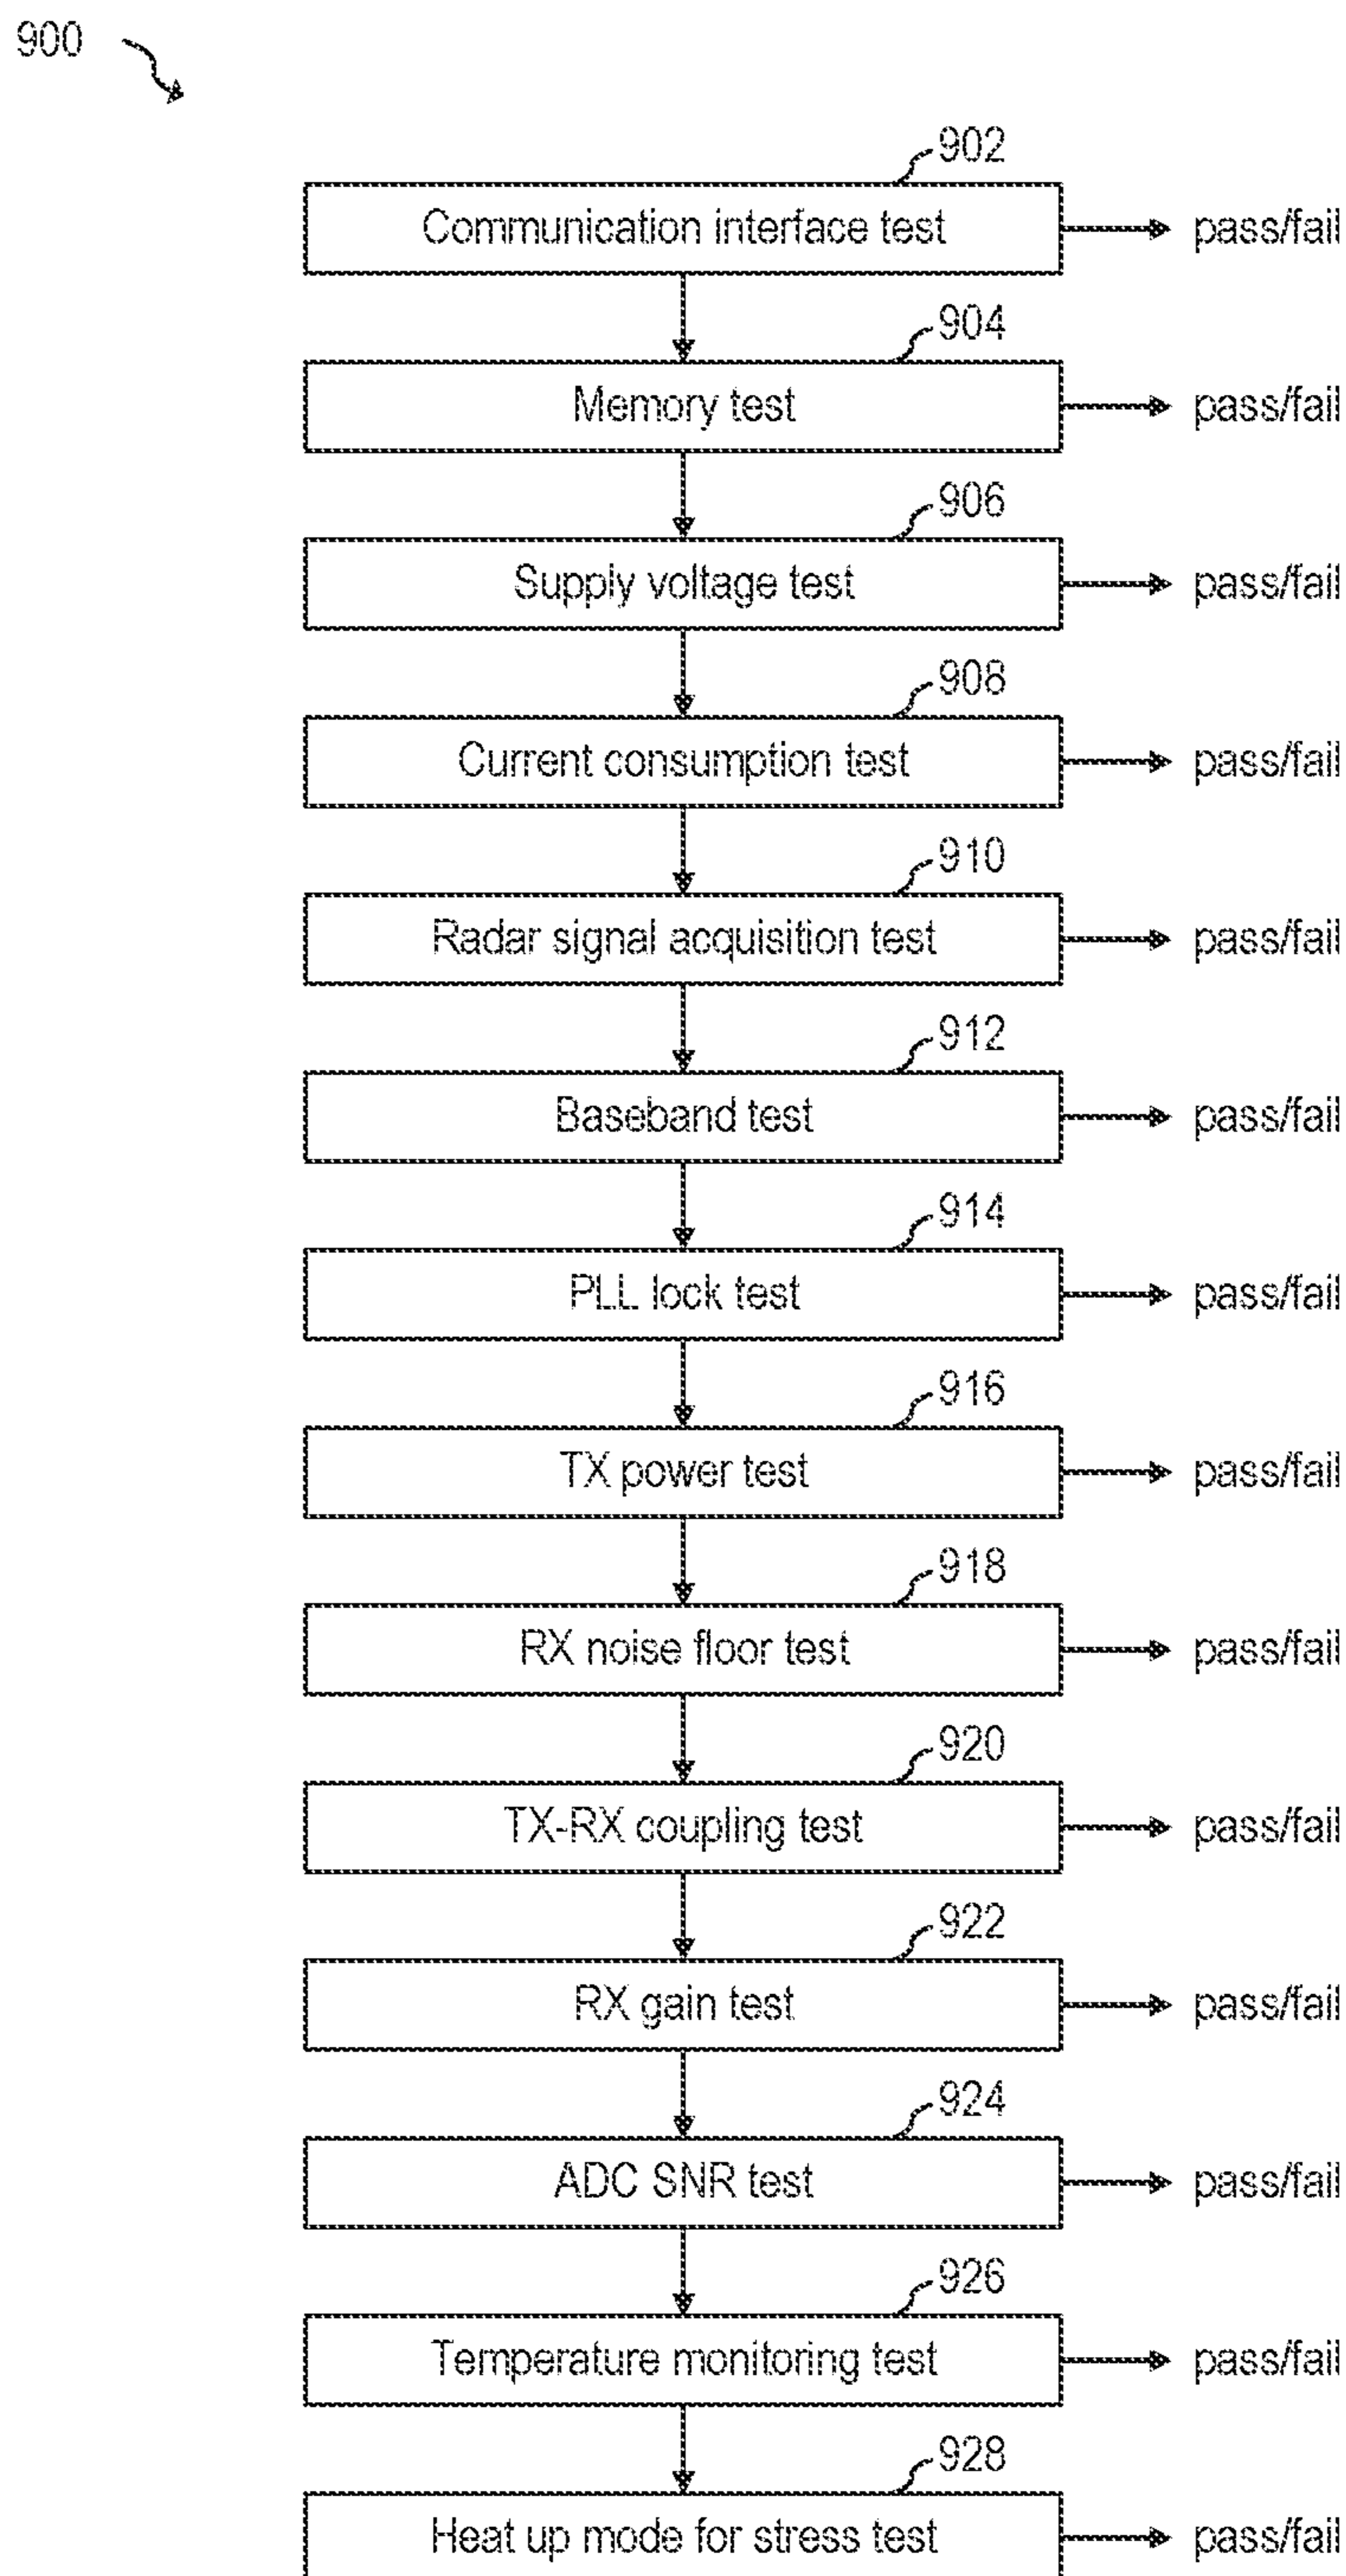 900
902
Communication interface test pass/fail
904
Memory test pass/fail
906
Supply voltage test pass/fail
908
Current consumption test pass/fail
910
Radar signal acquisition test pass/fail
912
Baseband test pass/fail
914
PLL lock test pass/fail
916
TX power test pass/fail
918
RX noise floor test pass/fail
920
TX-RX coupling test pass/fail
922
RX gain test pass/fail
924
ADC SNR test pass/fail
926
Temperature monitoring test pass/fail
928
Heat up mode for stress test pass/fail